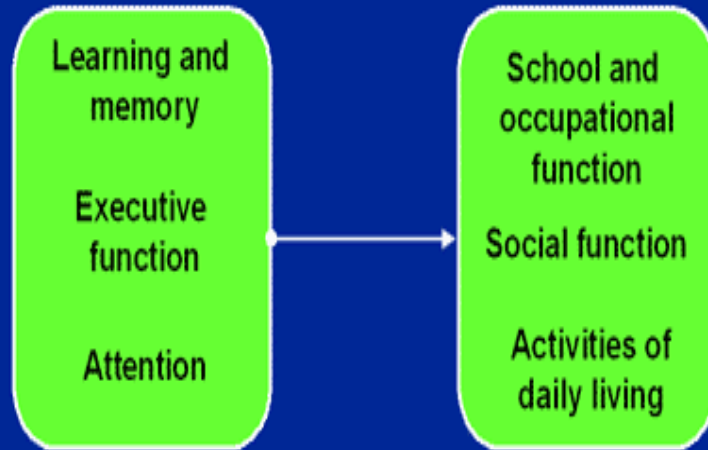 Learning and
memory
Executive
function
Attention
School and
occupational
function
Social function
Activities of
daily living